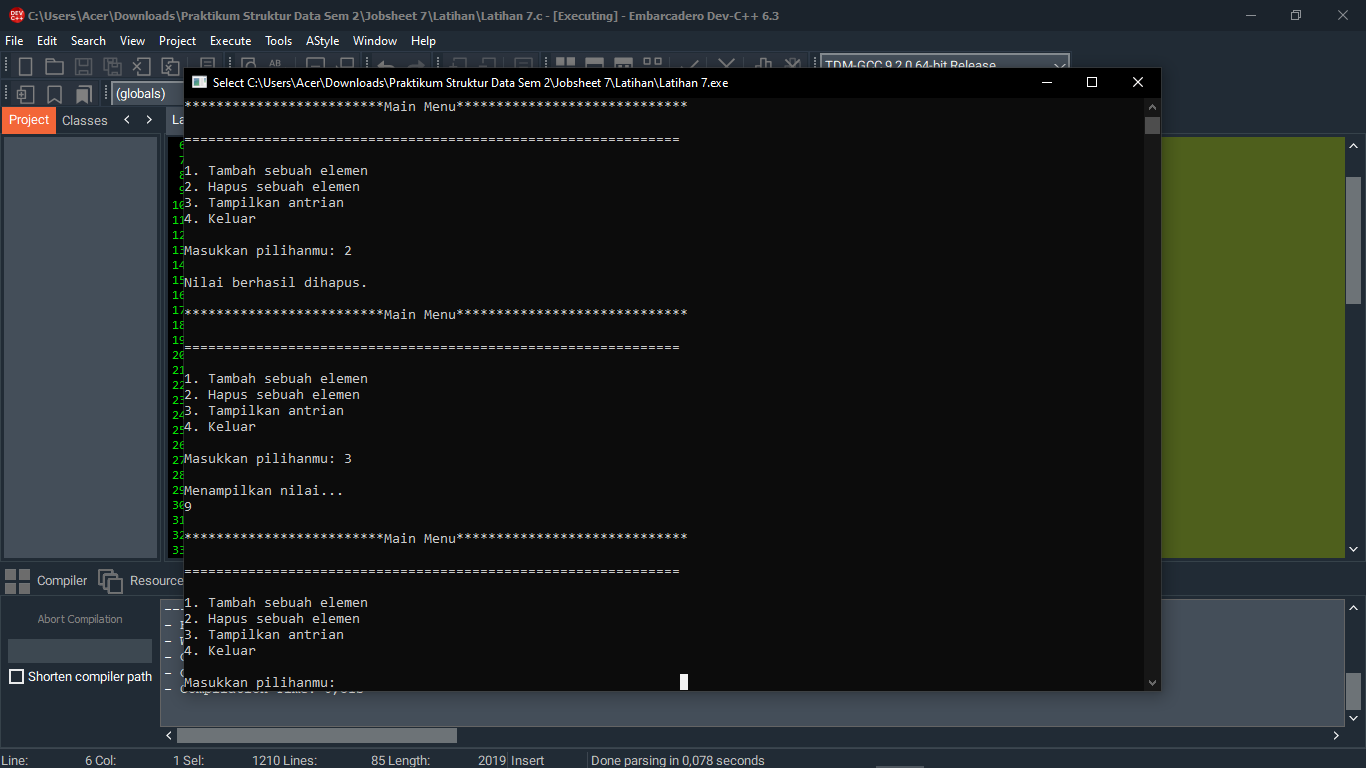 C:\Users\Acer\Downloads\Praktikum Struktur Data Sem 2\Jobsheet 7\Latihan\Latihan 7.c - [Executing] - Embarcadero Dev-C++ 6.3
File Edit Search View Project Execute Tools AStyle Window Help
TDM-GCC 9.2.0 64-bit Release
(globals)
Select C:\Users\Acer\Downloads\Praktikum Struktur Data Sem 2\Jobsheet 7\Latihan\Latihan 7.exe
Project Classes
*************************Main Menu*****************************
==============================================================
1. Tambah sebuah elemen
2. Hapus sebuah elemen
3. Tampilkan antrian
4. Keluar
Masukkan pilihanmu: 2
Nilai berhasil dihapus.
*************************Main Menu*****************************
==============================================================
1. Tambah sebuah elemen
2. Hapus sebuah elemen
3. Tampilkan antrian
4. Keluar
Masukkan pilihanmu: 3
Menampilkan nilai...
9
*************************Main Menu*****************************
==============================================================
1. Tambah sebuah elemen
2. Hapus sebuah elemen
3. Tampilkan antrian
4. Keluar
Masukkan pilihanmu:
Compiler Resource
Abort Compilation
Shorten compiler path
Line: 6 Col: 1 Sel: 1210 Lines: 85 Length: 2019 Insert Done parsing in 0,078 seconds